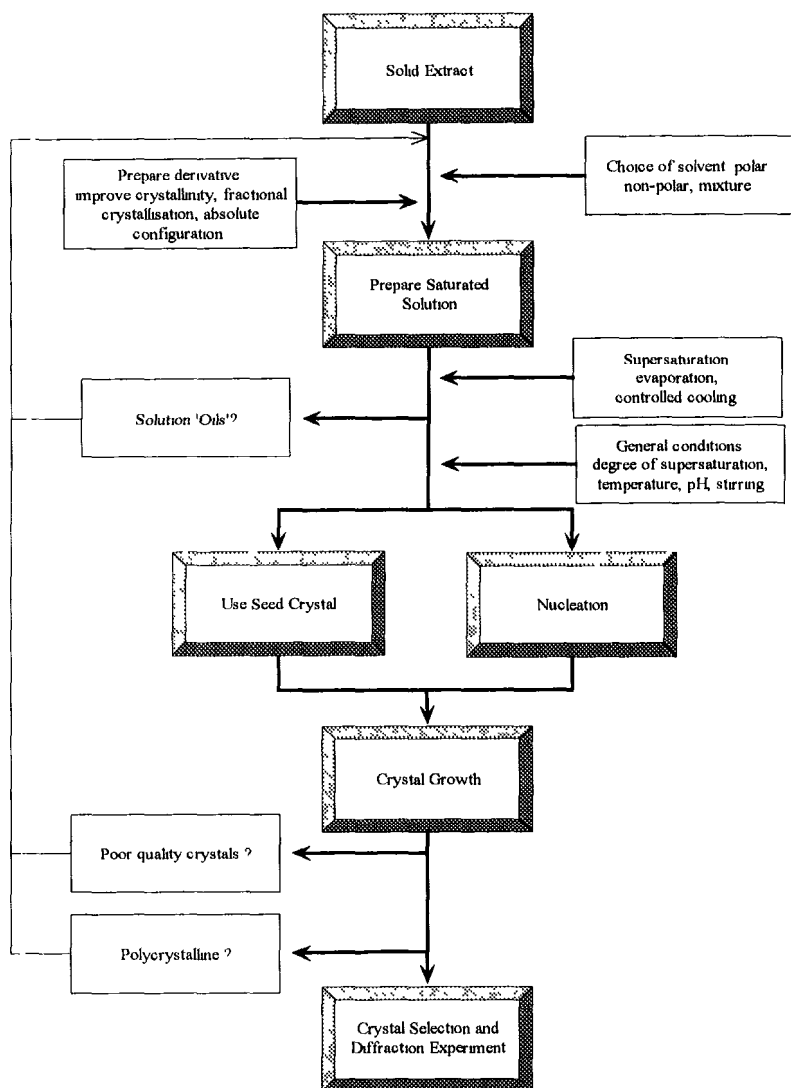 Solid Extract
Prepare derivative
improve crystallinity, fractional
crystallisation, absolute
configuration
Choice of solvent polar
non-polar, mixture
Prepare Saturated
Solution
Supersaturation
evaporation,
controlled cooling
Solution 'Oils'?
General conditions
degree of supersaturation,
temperature, pH, stirring
Use Seed Crystal
Nucleation
Crystal Growth
Poor quality crystals ?
Polycrystalline ?
Crystal Selection and
Diffraction Experiment